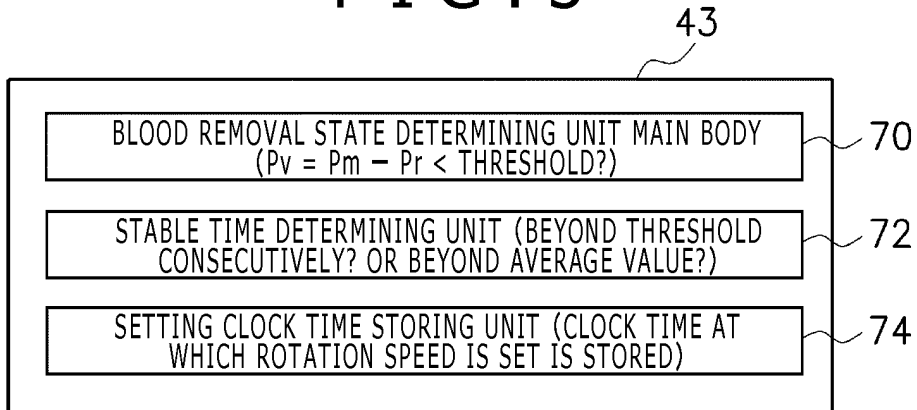 43
BLOOD REMOVAL STATE DETERMINING UNIT MAIN BODY
(Pv = Pm − Pr < THRESHOLD?)
70
STABLE TIME DETERMINING UNIT (BEYOND THRESHOLD
CONSECUTIVELY? OR BEYOND AVERAGE VALUE?)
72
SETTING CLOCK TIME STORING UNIT (CLOCK TIME AT
WHICH ROTATION SPEED IS SET IS STORED)
74